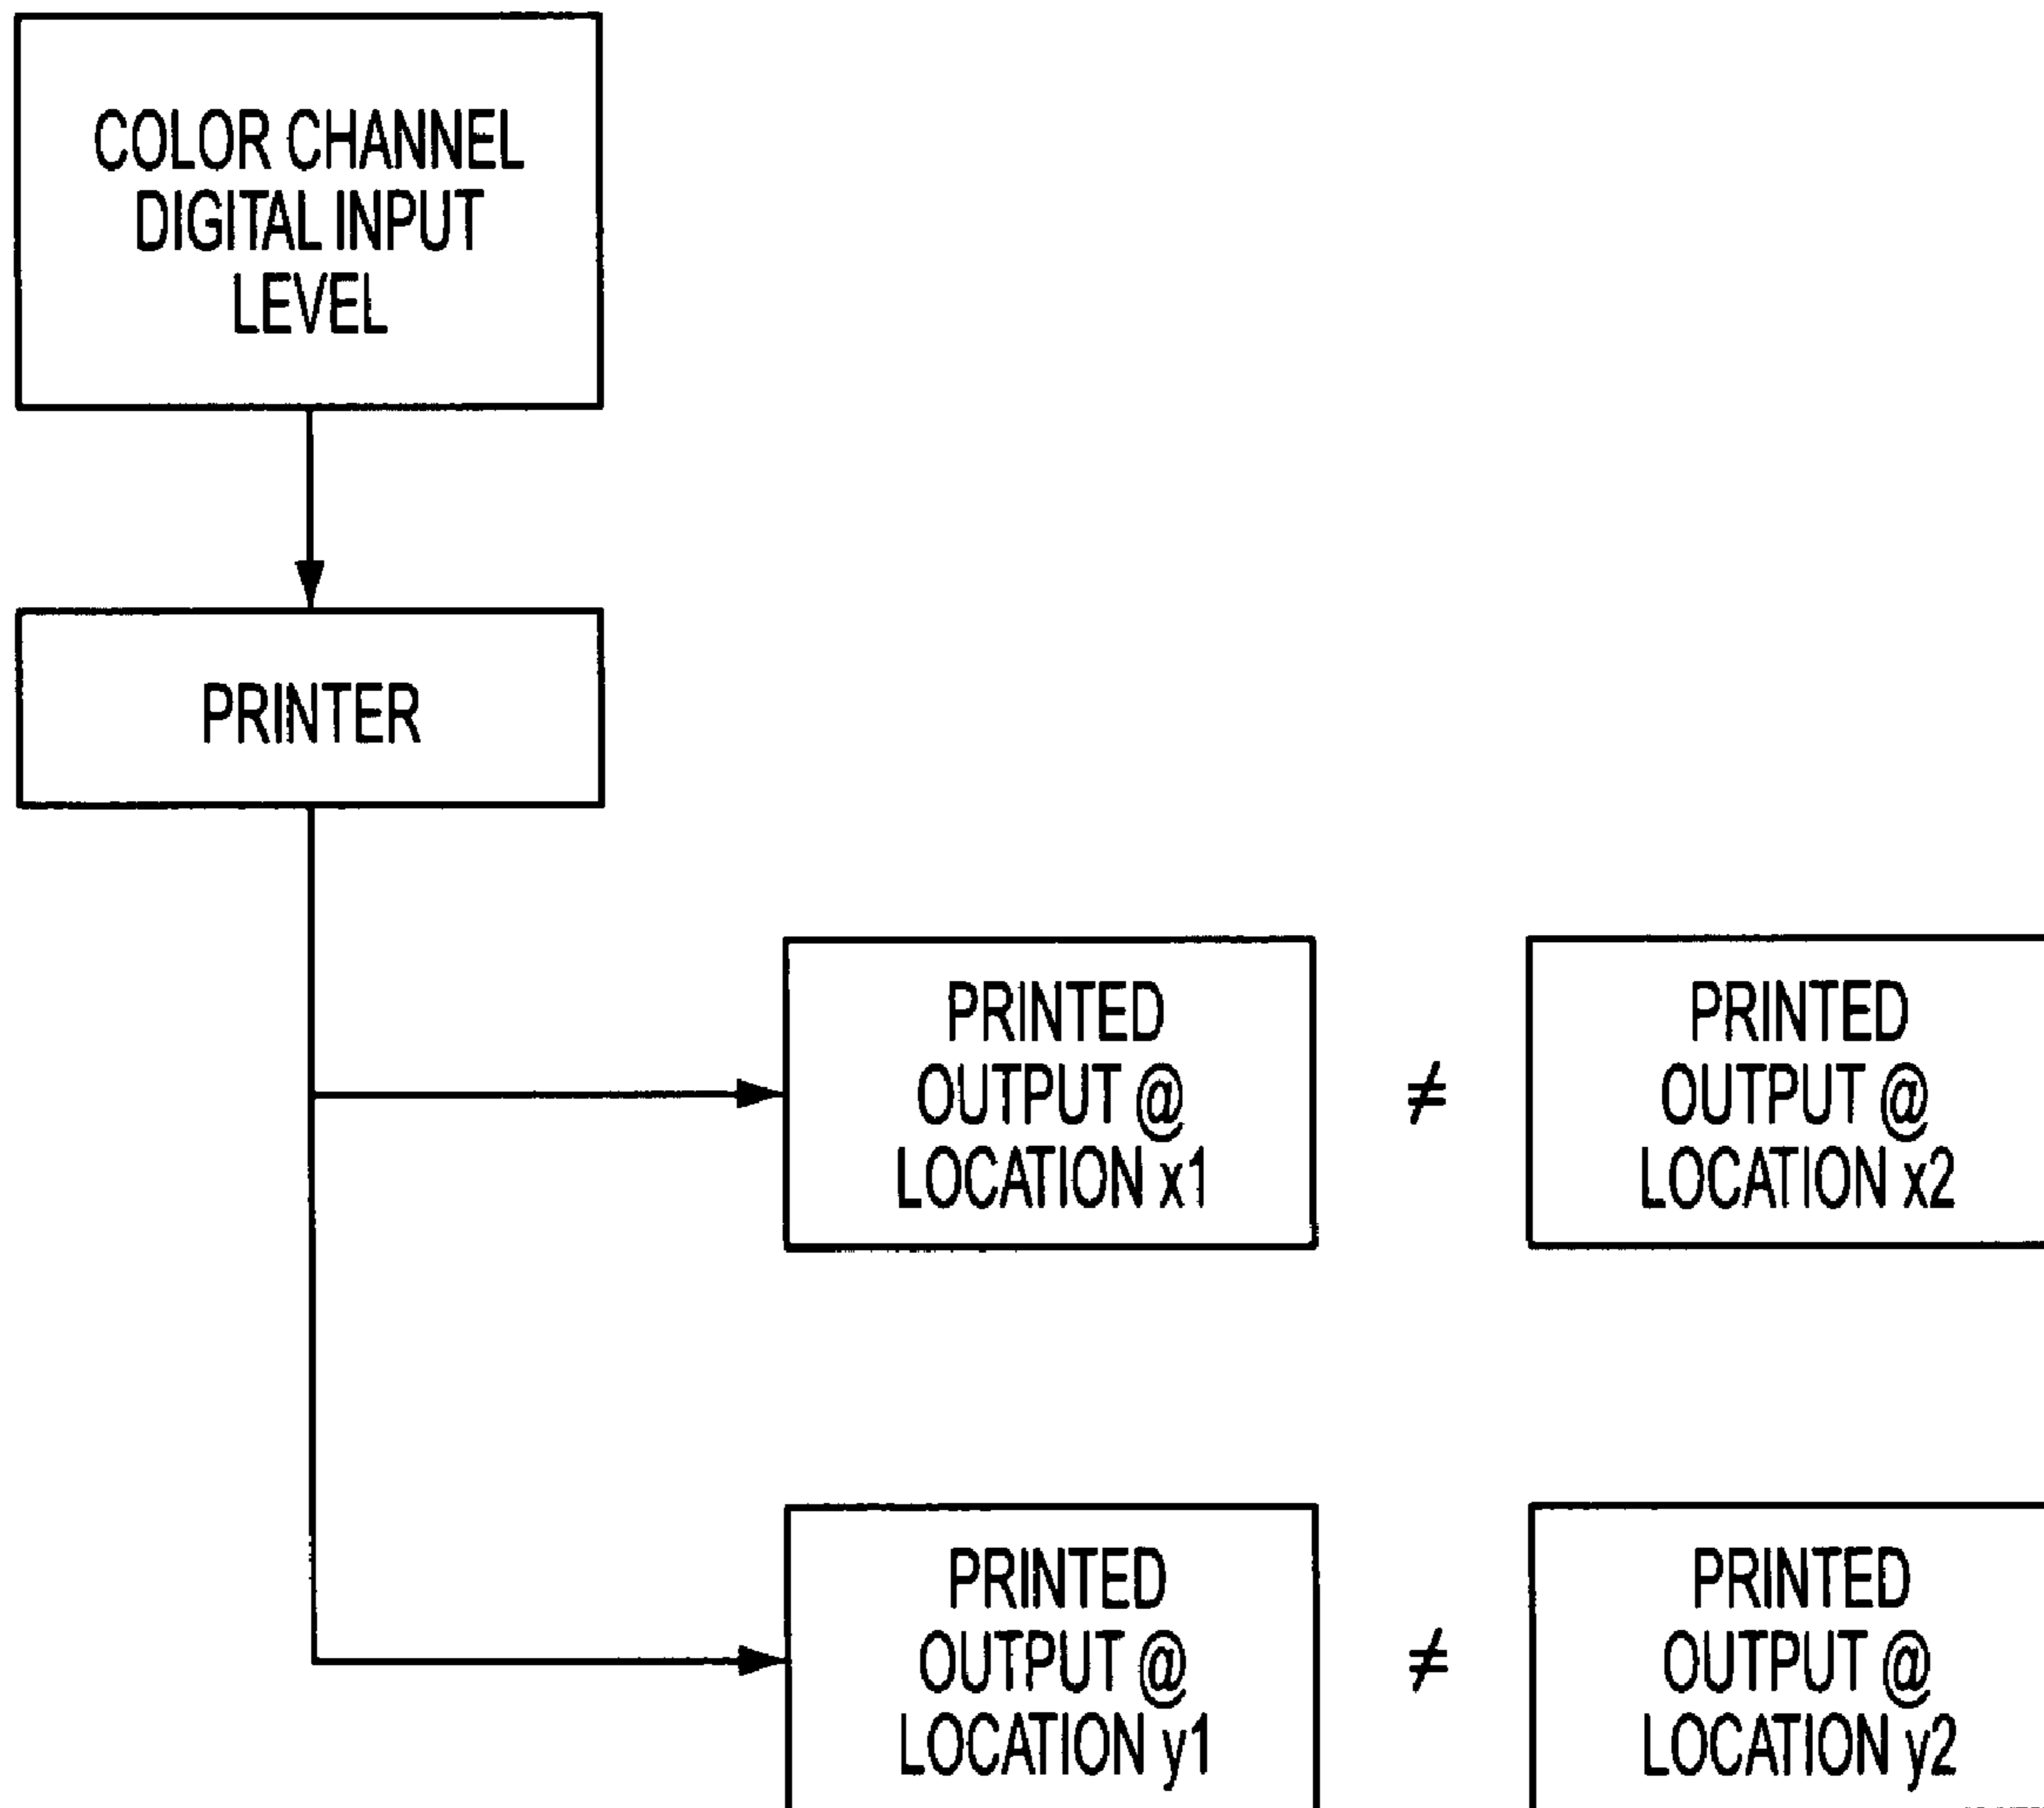 COLOR CHANNEL
DIGITAL INPUT
LEVEL
PRINTER
PRINTED
OUTPUT @
LOCATION x1
≠
PRINTED
OUTPUT @
LOCATION x2
PRINTED
OUTPUT @
LOCATION y1
≠
PRINTED
OUTPUT @
LOCATION y2